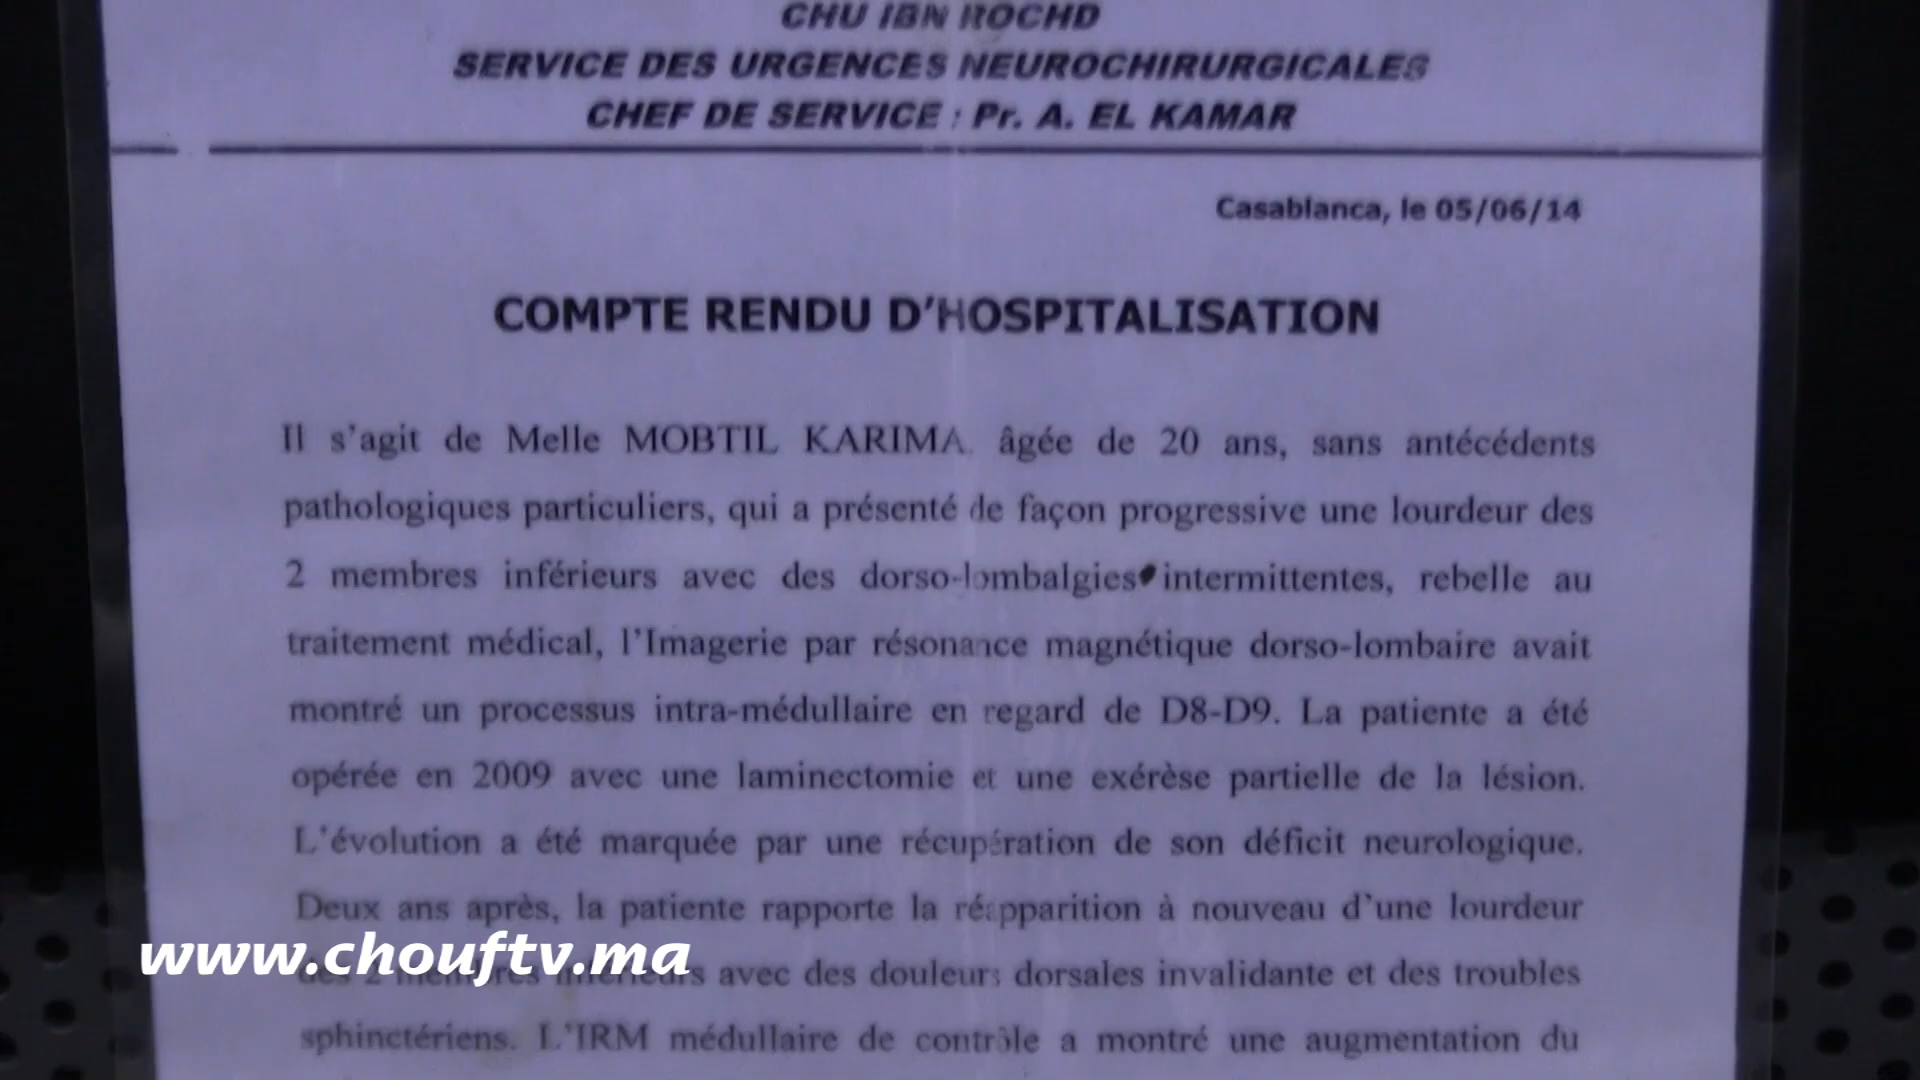 CHU IBN ROCHD
SERVICE DES URGENCES NEUROCHIRURGICALES
CHEF DE SERVICE : Pr. A. EL KAMAR
Casablanca, le 05/06/14
COMPTE RENDU D'HOSPITALISATION
Il s'agit de Melle MOBTIL KARIMA. âgée de 20 ans, sans antécédents
pathologiques particuliers, qui a présenté de façon progressive une lourdeur des
2 membres inférieurs avec des dorso-lombalgies intermittentes, rebelle au
traitement médical, l'Imagerie par résonance magnétique dorso-lombaire avait
montré un processus intra-médullaire en regard de D8-D9. La patiente a été
opérée en 2009 avec une laminectomie et une exérèse partielle de la lésion.
L'évolution a été marquée par une récupération de son déficit neurologique.
Deux ans après, la patiente rapporte la réapparition à nouveau d'une lourdeur
des 2 membres inférieurs avec des douleurs dorsales invalidante et des troubles
www.chouftv.ma
sphinctériens. L'IRM médullaire de contrôle a montré une augmentation du